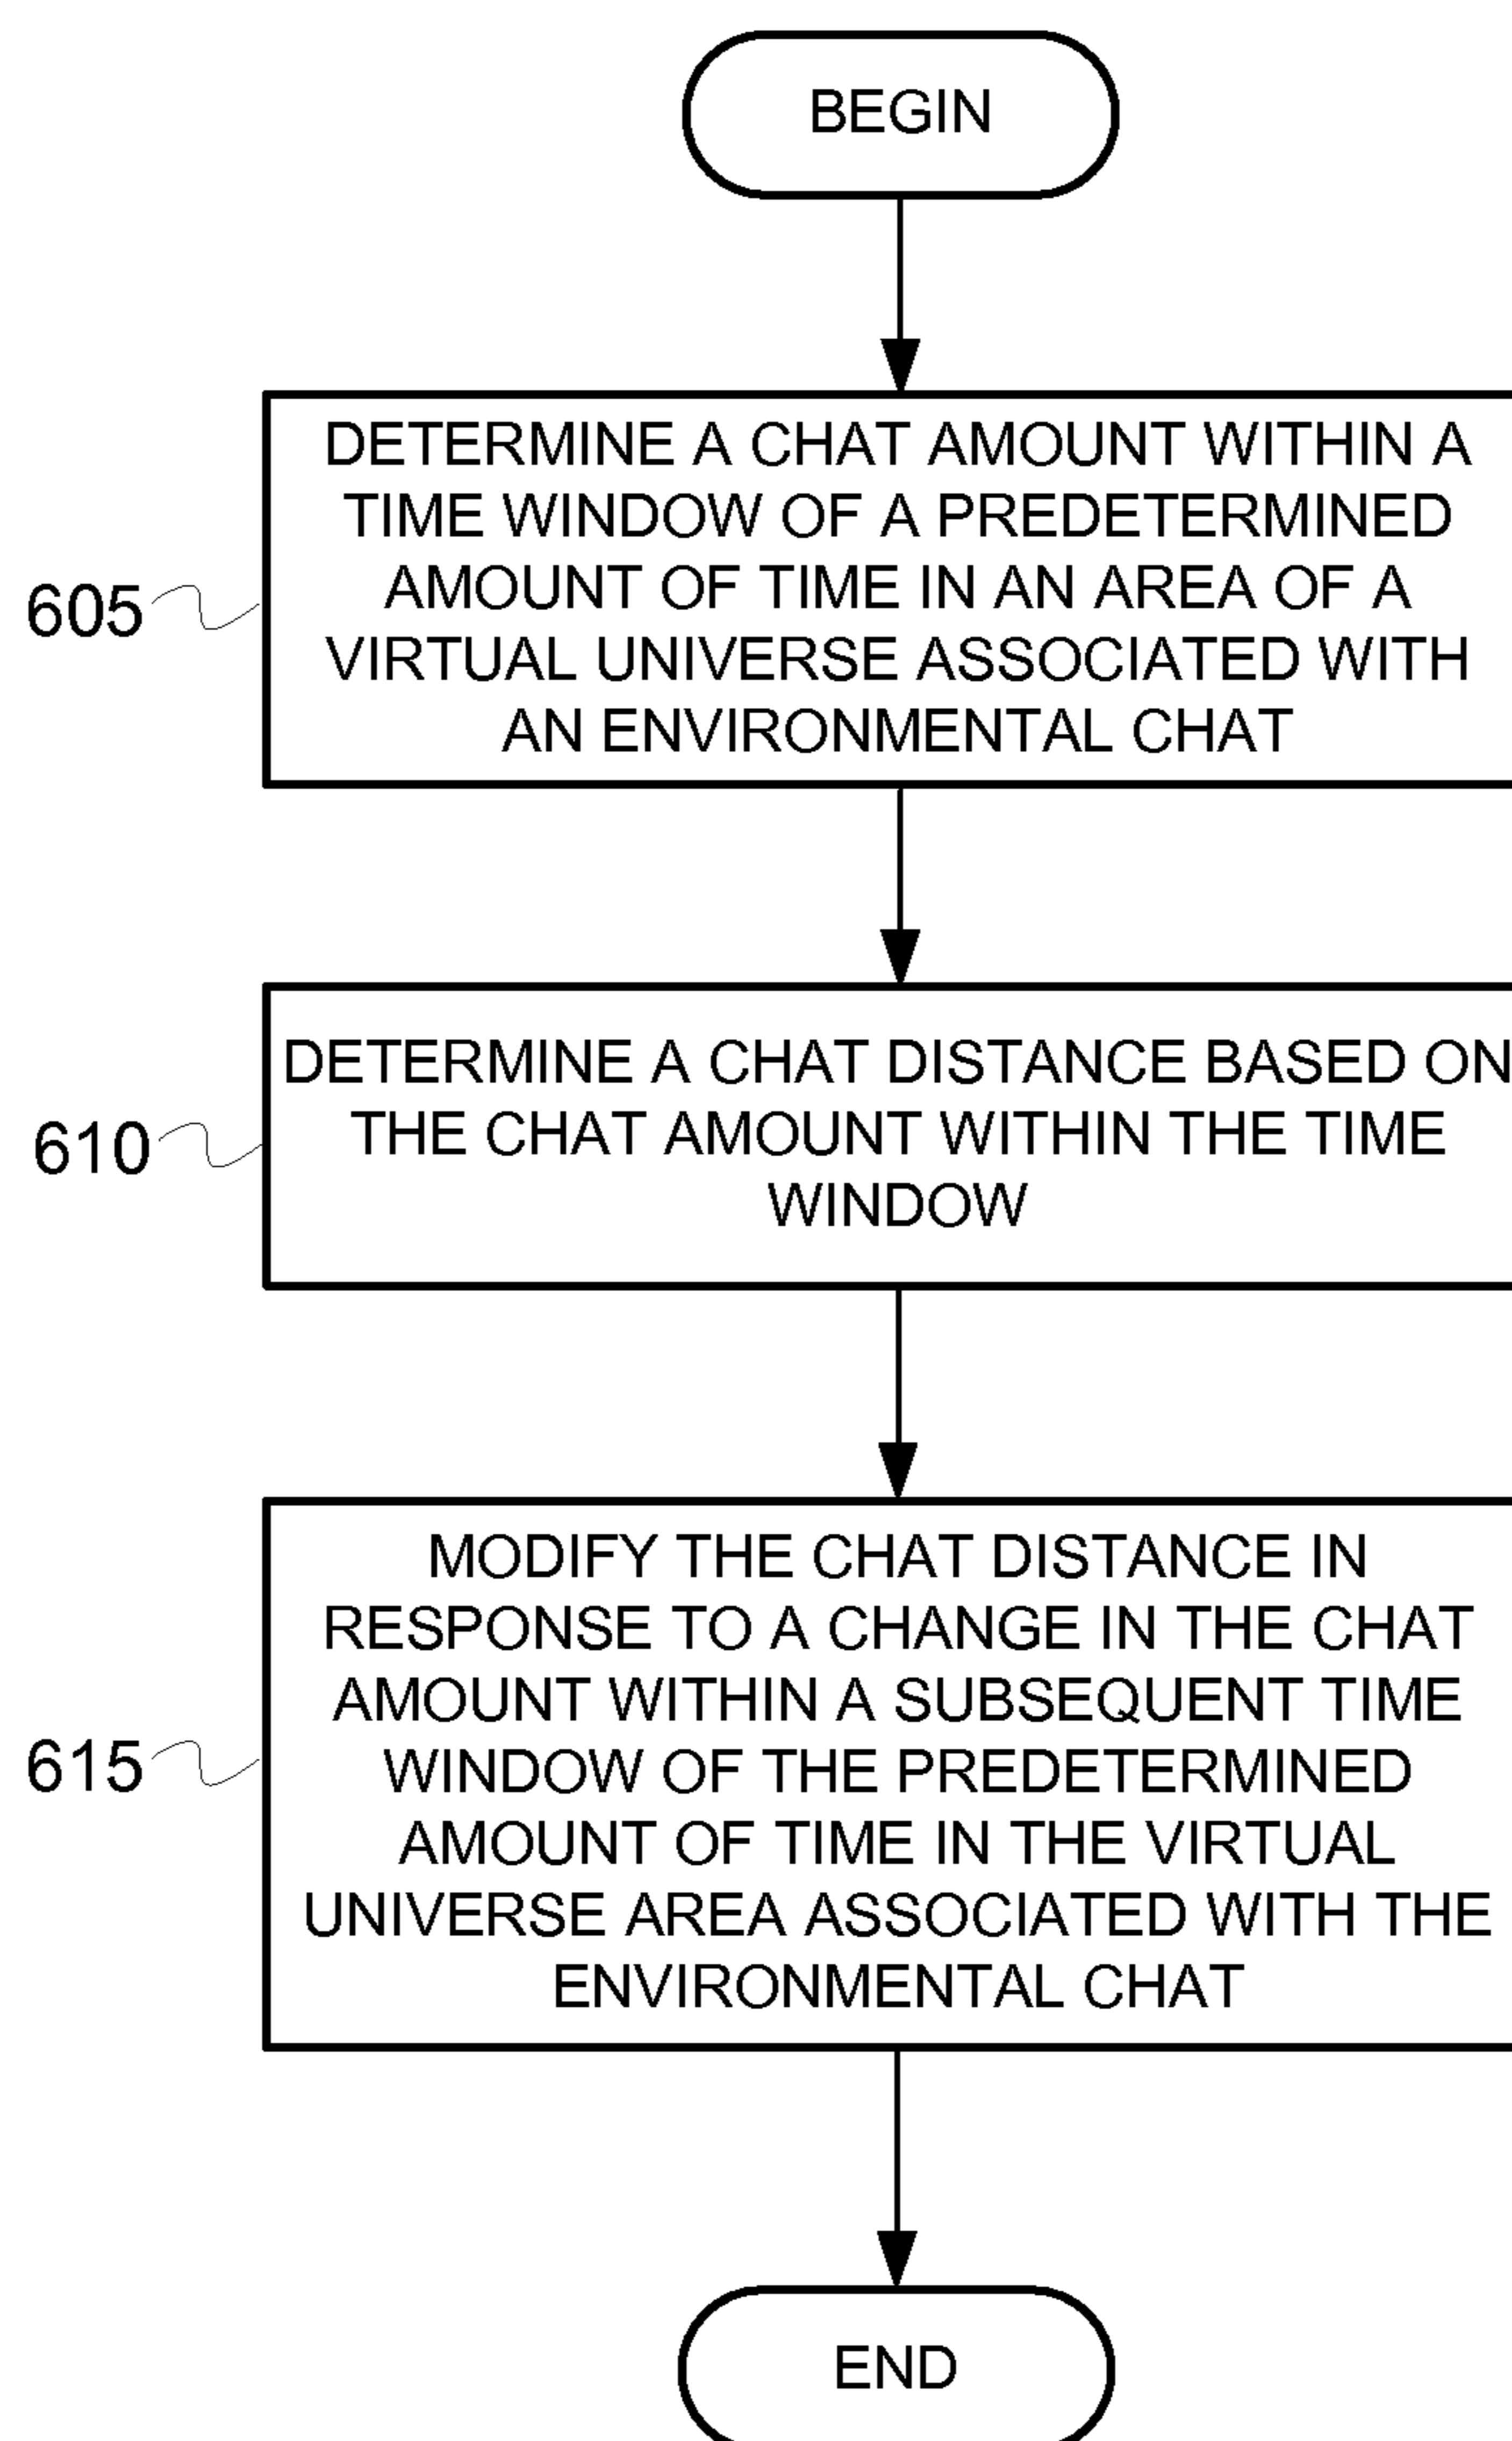 BEGIN
DETERMINE A CHAT AMOUNT WITHIN A
TIME WINDOW OF A PREDETERMINED
AMOUNT OF TIME IN AN AREA OF A
VIRTUAL UNIVERSE ASSOCIATED WITH
AN ENVIRONMENTAL CHAT
605
DETERMINE A CHAT DISTANCE BASED ON
THE CHAT AMOUNT WITHIN THE TIME
WINDOW
610
MODIFY THE CHAT DISTANCE IN
RESPONSE TO A CHANGE IN THE CHAT
AMOUNT WITHIN A SUBSEQUENT TIME
WINDOW OF THE PREDETERMINED
AMOUNT OF TIME IN THE VIRTUAL
UNIVERSE AREA ASSOCIATED WITH THE
ENVIRONMENTAL CHAT
615
END